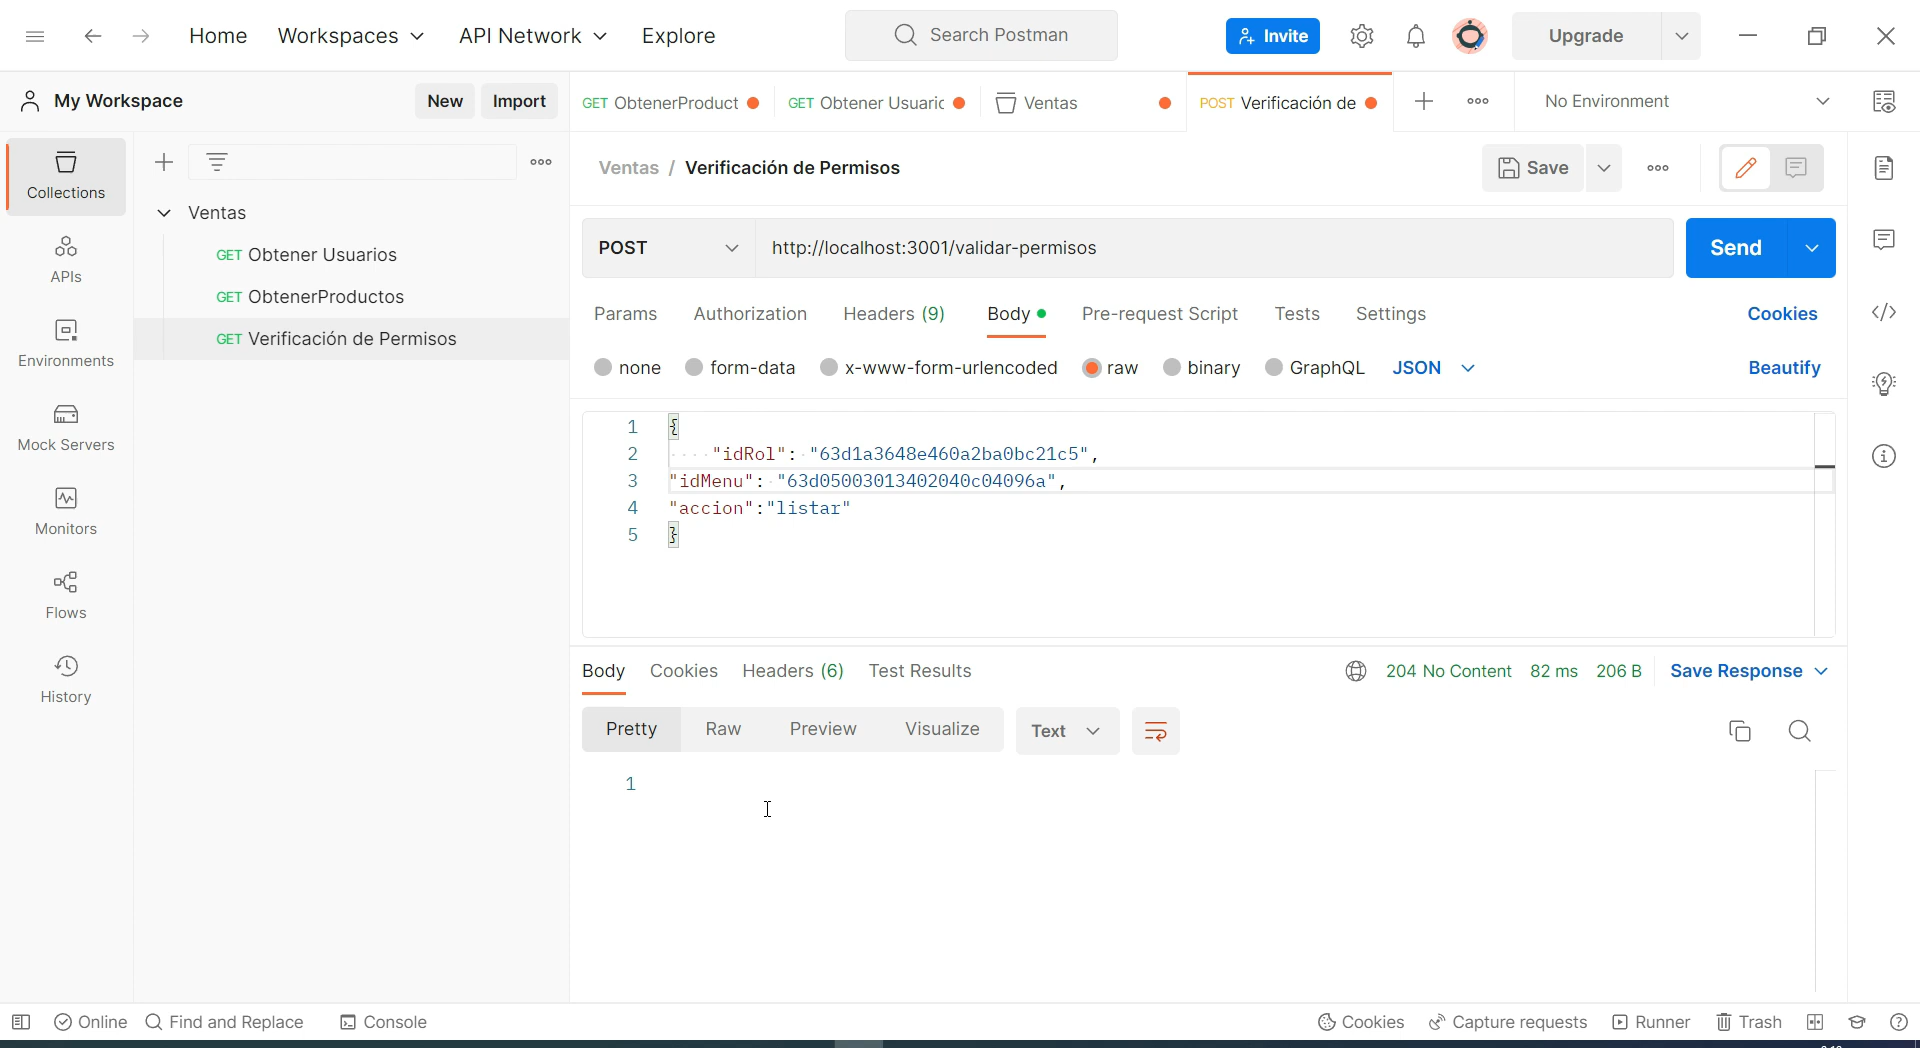 Home Workspaces API Network Explore Search Postman Invite Upgrade
My Workspace New Import
GET ObtenerProduct GET Obtener Usuaric Ventas POST Verificación de No Environment
Collections
APIs
Environments
Mock Servers
Monitors
Flows
History
Ventas
GET Obtener Usuarios
GET ObtenerProductos
GET Verificación de Permisos
Ventas / Verificación de Permisos Save
POST http://localhost:3001/validar-permisos Send
Params Authorization Headers (9) Body Pre-request Script Tests Settings Cookies
none form-data x-www-form-urlencoded raw binary GraphQL JSON Beautify
1 {
2 ····"idRol":·"63d1a3648e460a2ba0bc21c5",
3 "idMenu":·"63d05003013402040c04096a",
4 "accion":"listar"
5 }
Body Cookies Headers (6) Test Results 204 No Content 82 ms 206 B Save Response
Pretty Raw Preview Visualize Text
1
Online Find and Replace Console Cookies Capture requests Runner Trash